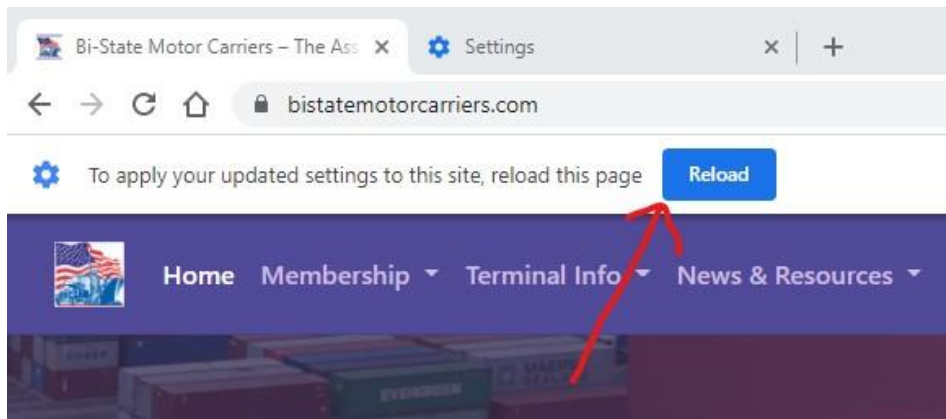 Bi-State Motor Carriers – The Ass
Settings
bistatemotorcarriers.com
To apply your updated settings to this site, reload this page
Reload
Home Membership Terminal Info News & Resources
EVERGREEN